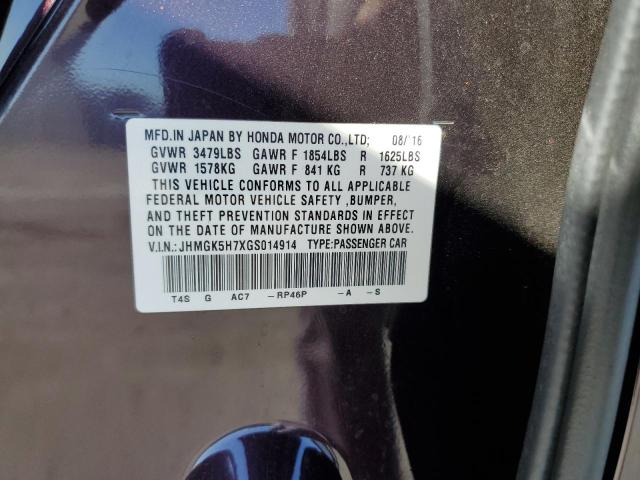 MFD.IN JAPAN BY HONDA MOTOR CO.,LTD; 08/'16
GVWR 3479LBS GAWR F 1854LBS R 1625LBS
GVWR 1578KG GAWR F 841 KG R 737 KG
THIS VEHICLE CONFORMS TO ALL APPLICABLE
FEDERAL MOTOR VEHICLE SAFETY ,BUMPER,
AND THEFT PREVENTION STANDARDS IN EFFECT
ON THE DATE OF MANUFACTURE SHOWN ABOVE.
V.I.N.: JHMGK5H7XGS014914 TYPE:PASSENGER CAR
T4S G AC7 -RP46P -A -S